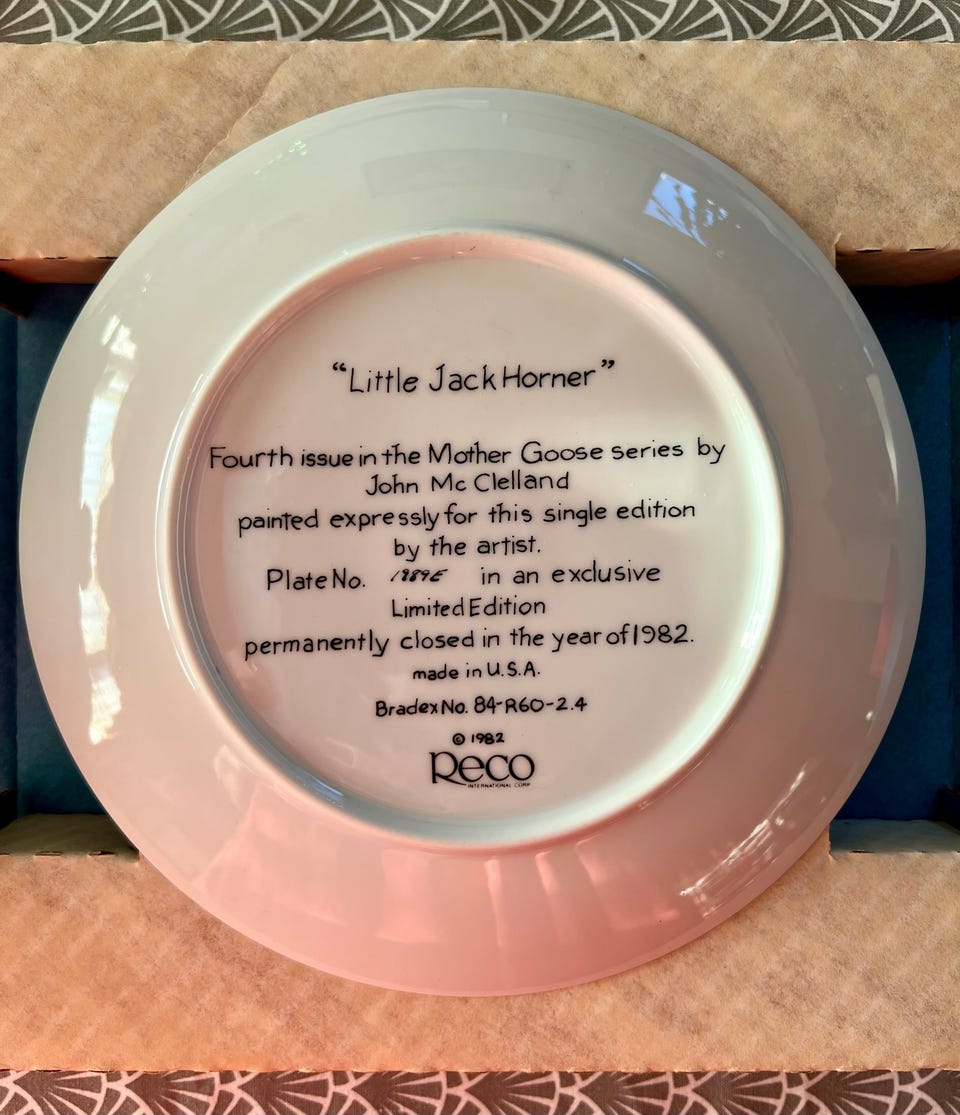 “Little Jack Horner”
Fourth issue in the Mother Goose series by
John McClelland
painted expressly for this single edition
by the artist.
Plate No. 1989E in an exclusive
Limited Edition
permanently closed in the year of 1982.
made in U.S.A.
Bradex No. 84-R60-2.4
© 1982
Reco
INTERNATIONAL CORP